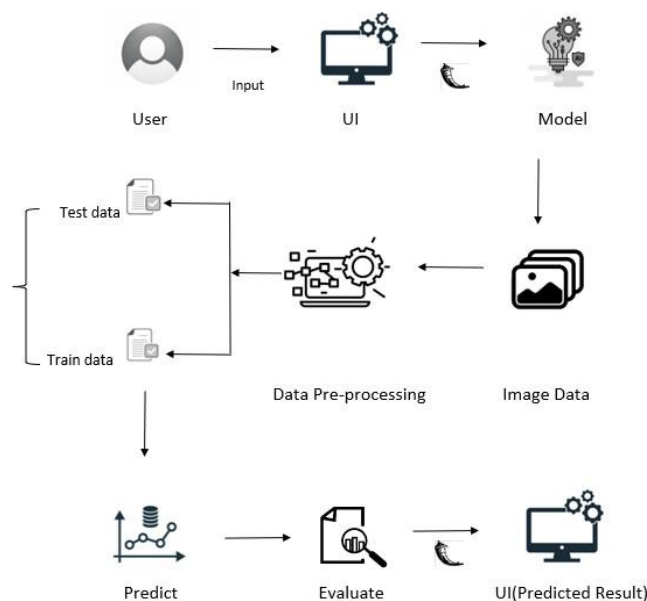 Input
User
UI
Model
Test data
Train data
Data Pre-processing
Image Data
Predict
Evaluate
UI(Predicted Result)